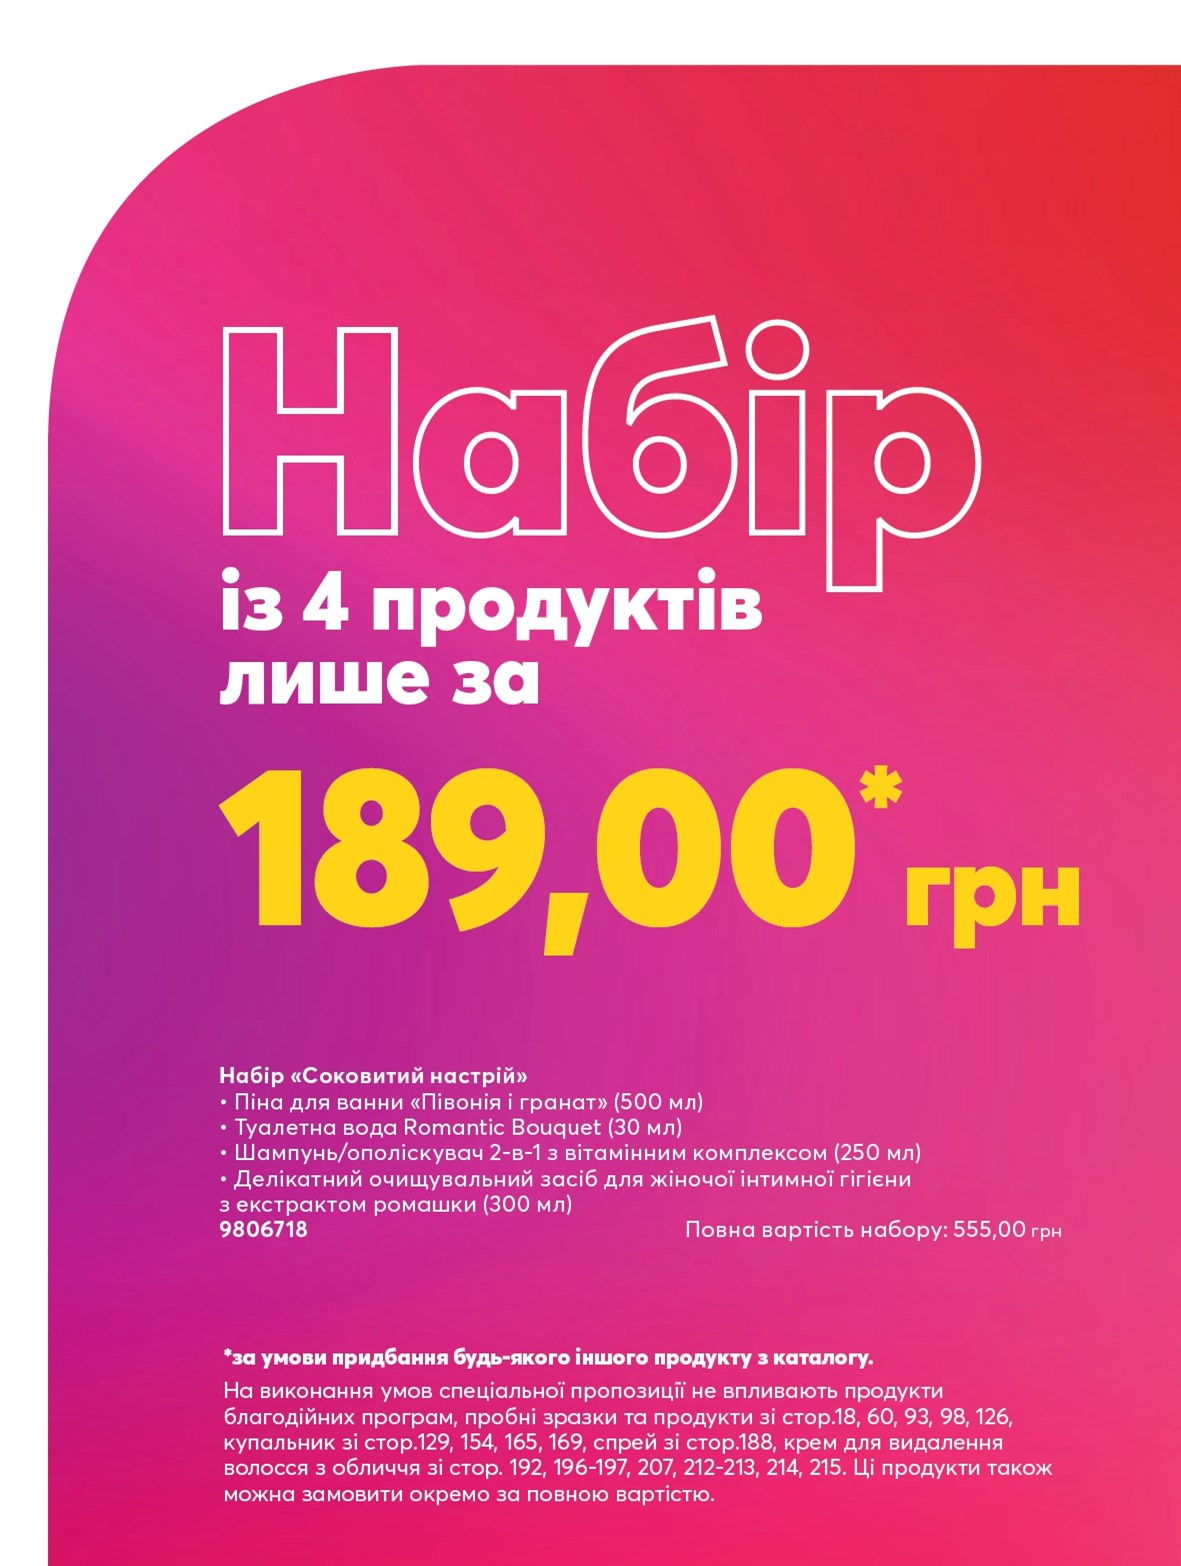 Набір
із 4 продуктів
лише за
189,00* грн
Набір «Соковитий настрій»
• Піна для ванни «Півонія і гранат» (500 мл)
• Туалетна вода Romantic Bouquet (30 мл)
• Шампунь/ополіскувач 2-в-1 з вітамінним комплексом (250 мл)
• Делікатний очищувальний засіб для жіночої інтимної гігієни
з екстрактом ромашки (300 мл)
9806718 Повна вартість набору: 555,00 грн
*за умови придбання будь-якого іншого продукту з каталогу.
На виконання умов спеціальної пропозиції не впливають продукти
благодійних програм, пробні зразки та продукти зі стор.18, 60, 93, 98, 126,
купальник зі стор.129, 154, 165, 169, спрей зі стор.188, крем для видалення
волосся з обличчя зі стор. 192, 196-197, 207, 212-213, 214, 215. Ці продукти також
можна замовити окремо за повною вартістю.